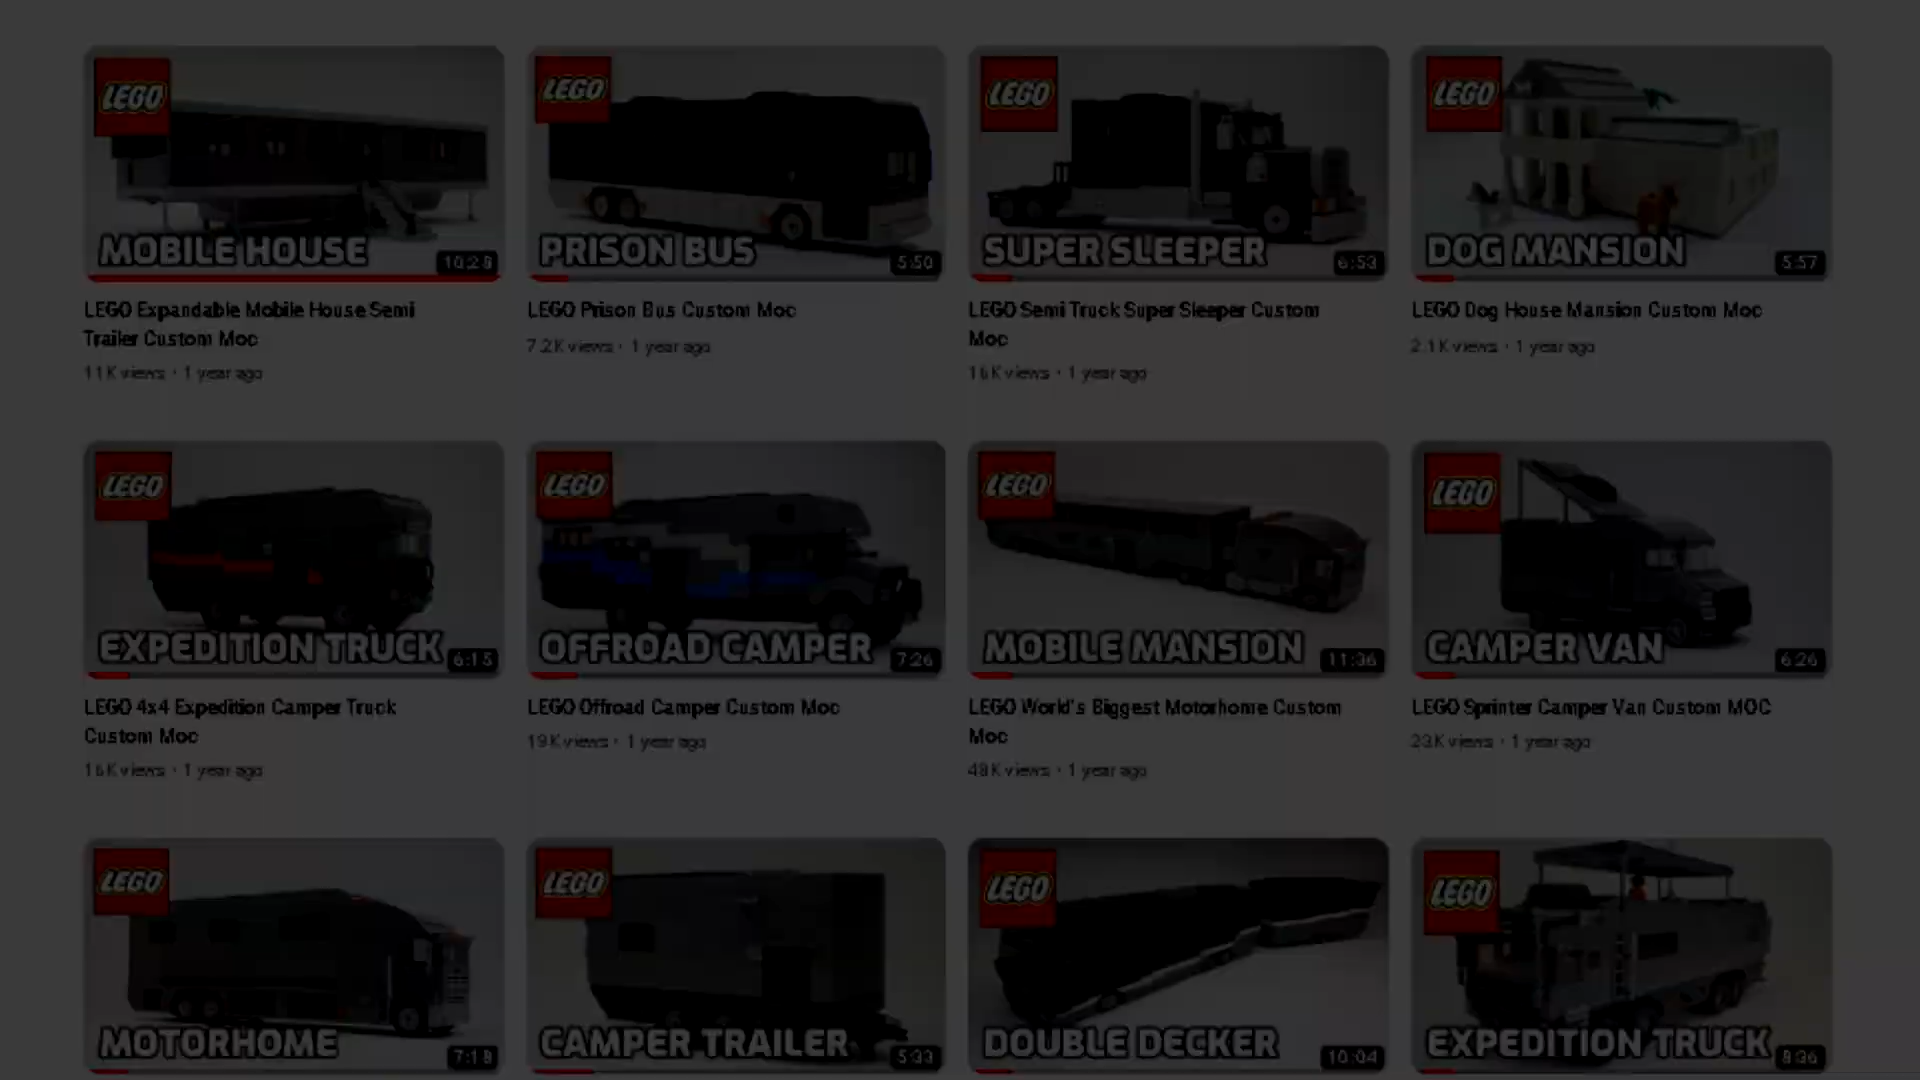 LEGO
MOBILE HOUSE
10:28
LEGO Expandable Mobile House Semi
Trailer Custom Moc
11K views • 1 year ago
LEGO
PRISON BUS
5:50
LEGO Prison Bus Custom Moc
7.2K views • 1 year ago
LEGO
SUPER SLEEPER
6:53
LEGO Semi Truck Super Sleeper Custom
Moc
16K views • 1 year ago
LEGO
DOG MANSION
5:57
LEGO Dog House Mansion Custom Moc
2.1K views • 1 year ago
LEGO
EXPEDITION TRUCK
6:15
LEGO 4x4 Expedition Camper Truck
Custom Moc
16K views • 1 year ago
LEGO
OFFROAD CAMPER
7:26
LEGO Offroad Camper Custom Moc
19K views • 1 year ago
LEGO
MOBILE MANSION
11:36
LEGO World's Biggest Motorhome Custom
Moc
48K views • 1 year ago
LEGO
CAMPER VAN
6:26
LEGO Sprinter Camper Van Custom MOC
23K views • 1 year ago
LEGO
MOTORHOME
7:18
LEGO
CAMPER TRAILER
5:33
LEGO
DOUBLE DECKER
10:04
LEGO
EXPEDITION TRUCK
8:36